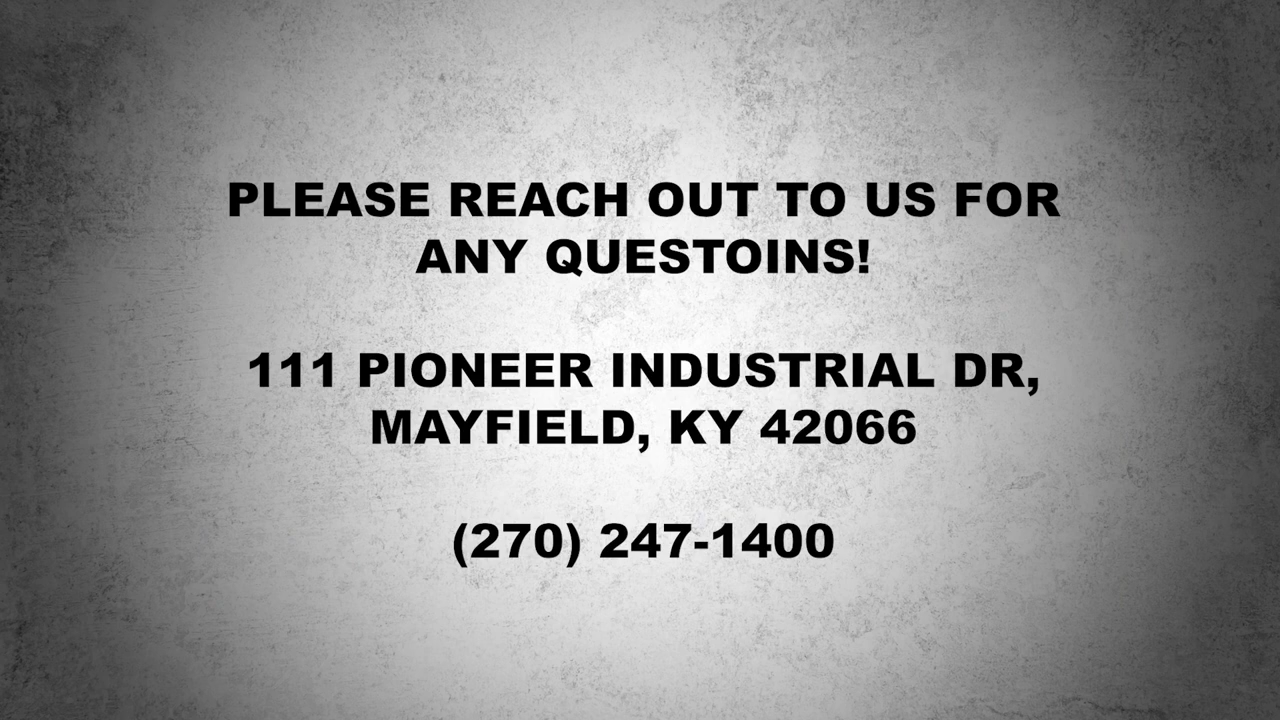 PLEASE REACH OUT TO US FOR
ANY QUESTOINS!
111 PIONEER INDUSTRIAL DR,
MAYFIELD, KY 42066
(270) 247-1400